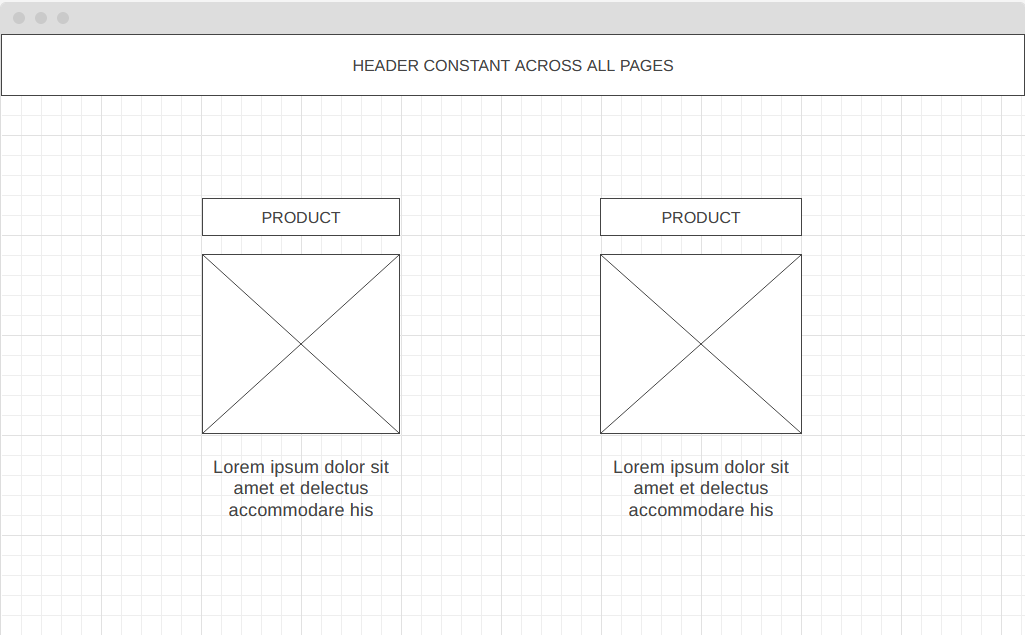 HEADER CONSTANT ACROSS ALL PAGES
PRODUCT
PRODUCT
Lorem ipsum dolor sit
amet et delectus
accommodare his
Lorem ipsum dolor sit
amet et delectus
accommodare his